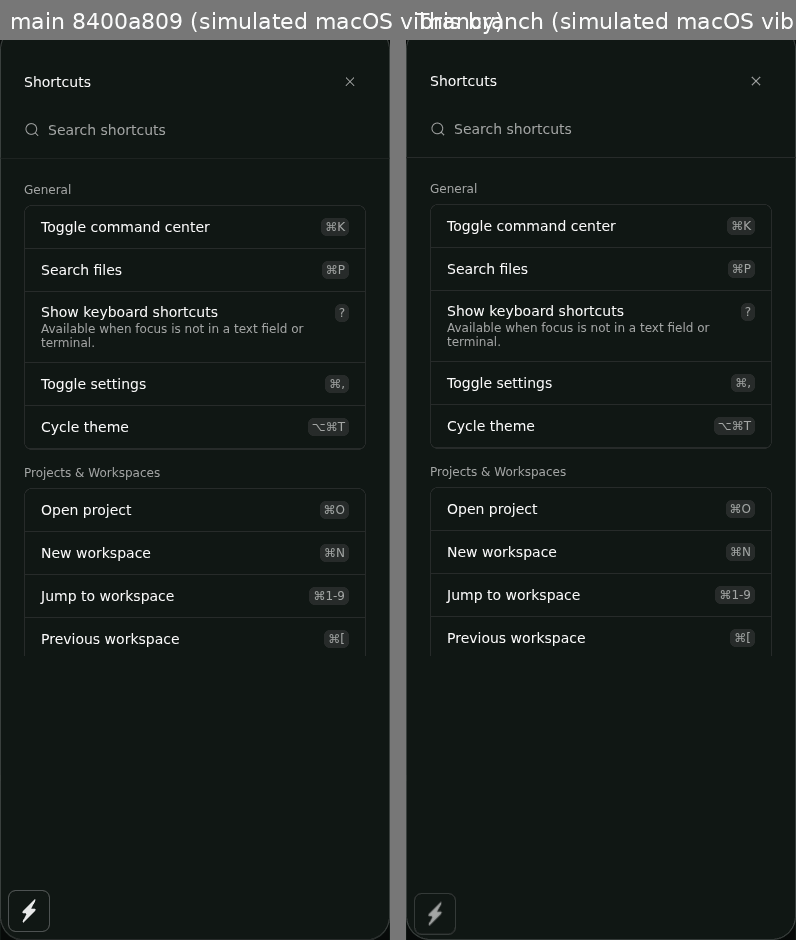 main 8400a809 (simulated macOS vibrancy)
This branch (simulated macOS vib
Shortcuts
Search shortcuts
General
Toggle command center ⌘K
Search files ⌘P
Show keyboard shortcuts ?
Available when focus is not in a text field or
terminal.
Toggle settings ⌘,
Cycle theme ⌥⌘T
Projects & Workspaces
Open project ⌘O
New workspace ⌘N
Jump to workspace ⌘1-9
Previous workspace ⌘[
Shortcuts
Search shortcuts
General
Toggle command center ⌘K
Search files ⌘P
Show keyboard shortcuts ?
Available when focus is not in a text field or
terminal.
Toggle settings ⌘,
Cycle theme ⌥⌘T
Projects & Workspaces
Open project ⌘O
New workspace ⌘N
Jump to workspace ⌘1-9
Previous workspace ⌘[